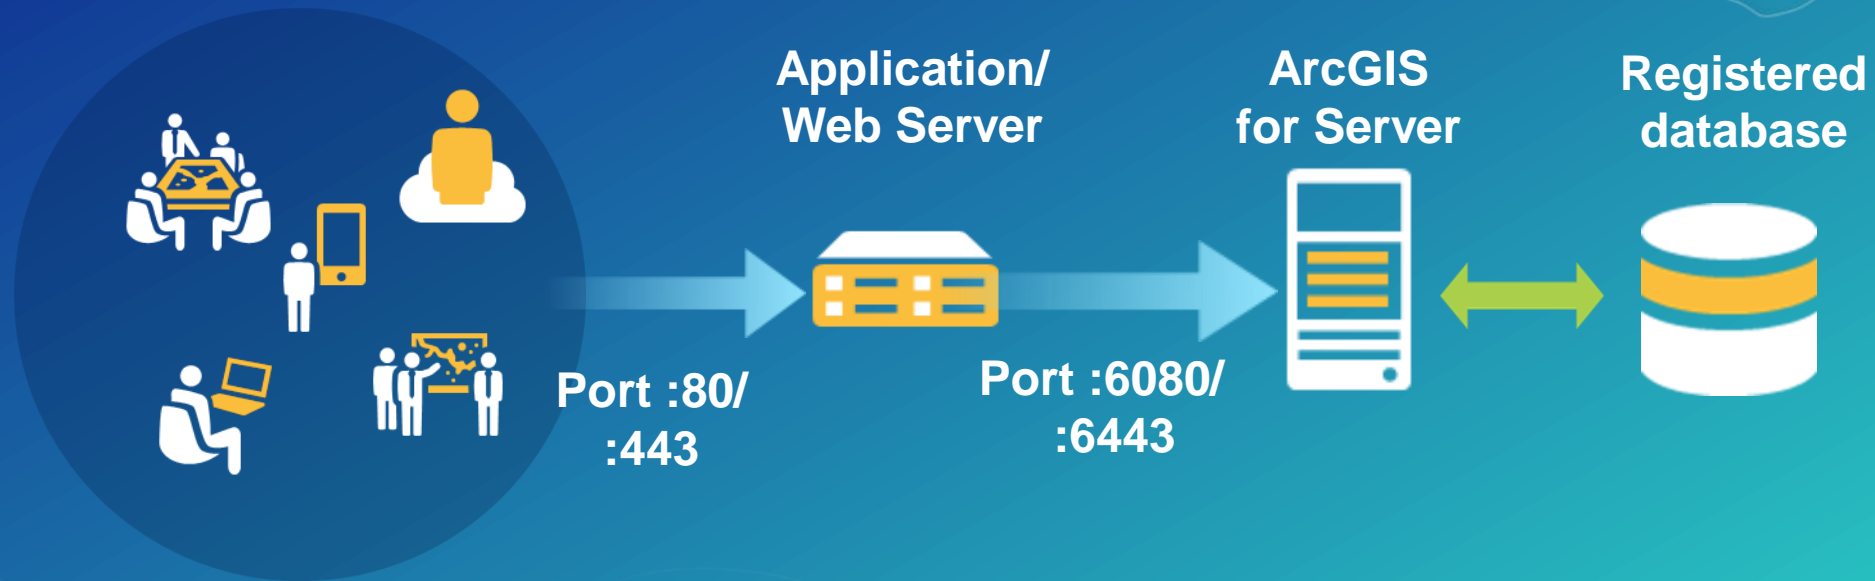 Application/
Web Server
ArcGIS
for Server
Registered
database
Port :80/
:443
Port :6080/
:6443